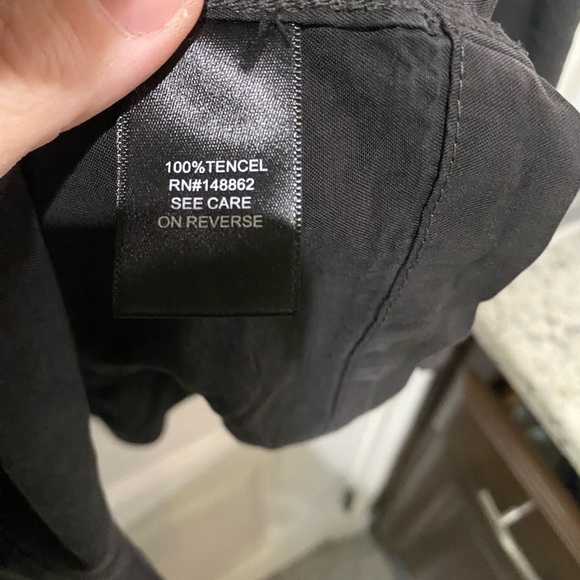 100%TENCEL
RN#148862
SEE CARE
ON REVERSE